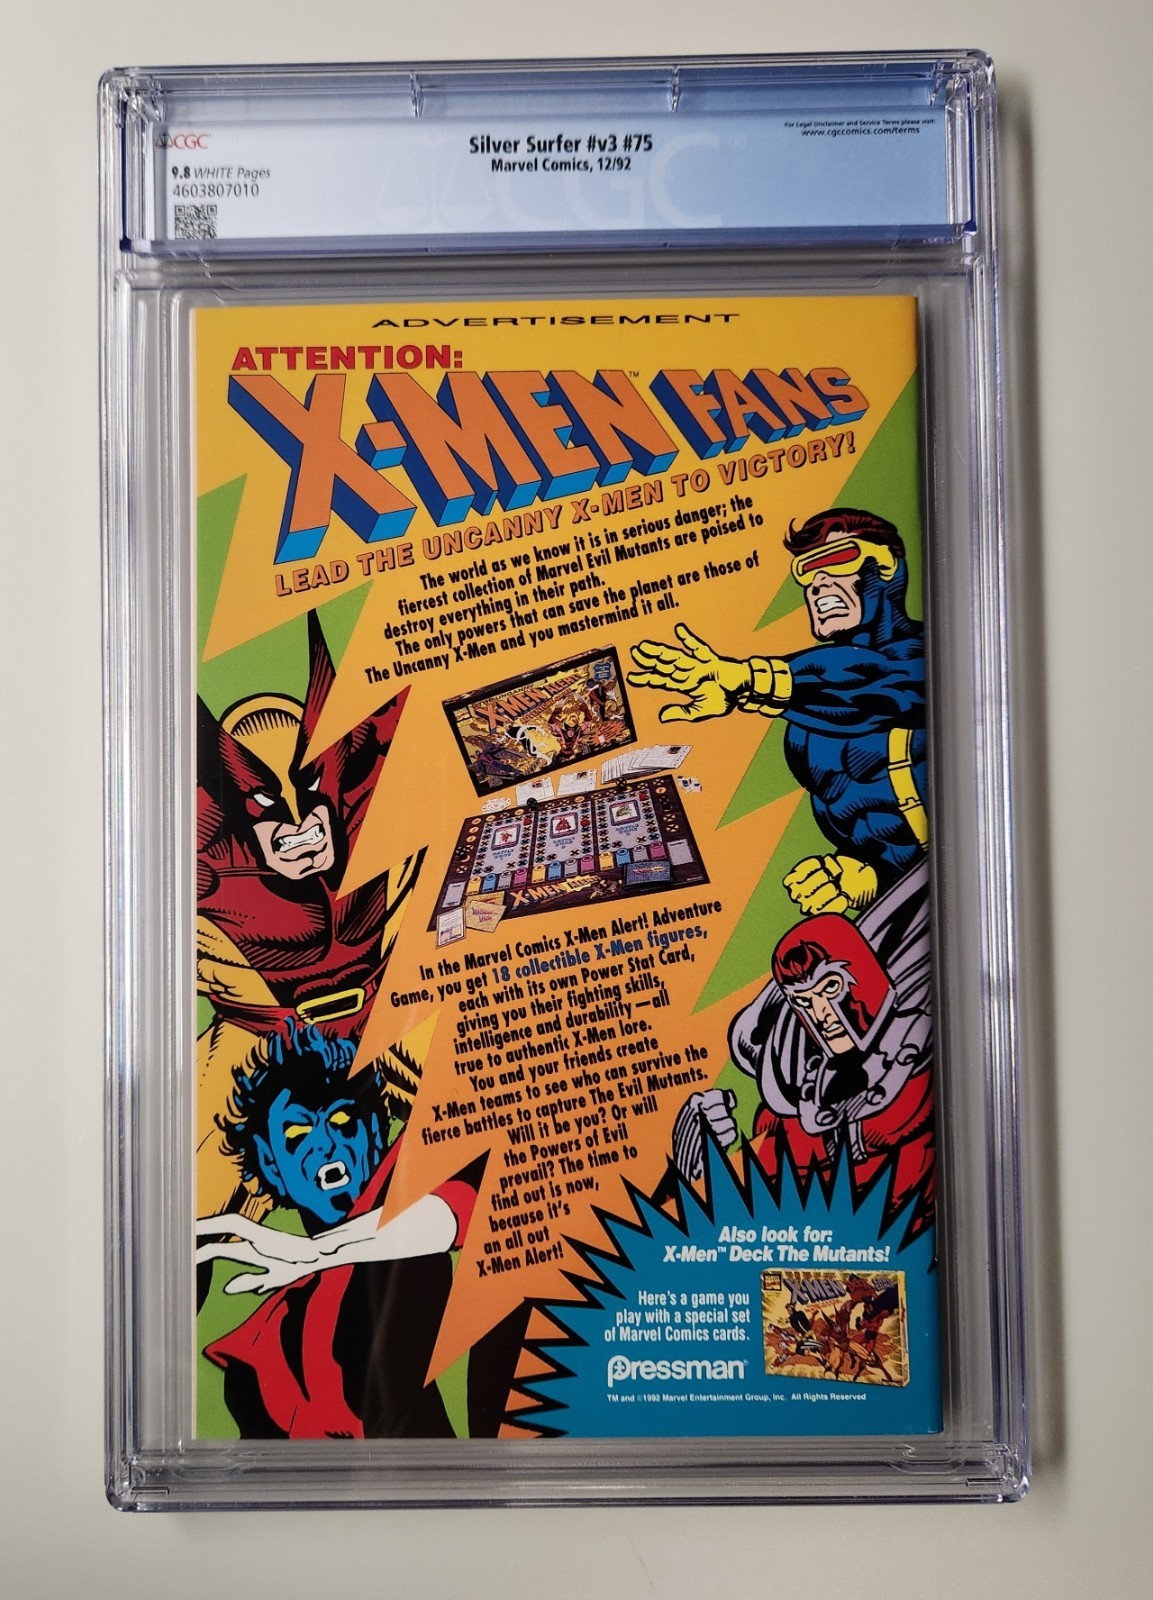 CGC
Silver Surfer #v3 #75
Marvel Comics, 12/92
For Legal Disclaimer and Service Terms please visit:
www.cgccomics.com/terms
9.8 WHITE Pages
4603807010
CGC
ADVERTISEMENT
ATTENTION:
X-MEN™ FANS
LEAD THE UNCANNY X-MEN TO VICTORY!
The world as we know it is in serious danger; the
fiercest collection of Marvel Evil Mutants are poised to
destroy everything in their path.
The only powers that can save the planet are those of
The Uncanny X-Men and you mastermind it all.
X-MEN ALERT
X-MEN ALERT
In the Marvel Comics X-Men Alert! Adventure
Game, you get 18 collectible X-Men figures,
each with its own Power Stat Card,
giving you their fighting skills,
intelligence and durability—all
true to authentic X-Men lore.
You and your friends create
X-Men teams to see who can survive the
fierce battles to capture The Evil Mutants.
Will it be you? Or will
the Powers of Evil
prevail? The time to
find out is now,
because it's
an all out
X-Men Alert!
Also look for:
X-Men™ Deck The Mutants!
Here's a game you
play with a special set
of Marvel Comics cards.
X-MEN
Pressman®
TM and ©1992 Marvel Entertainment Group, Inc. All Rights Reserved